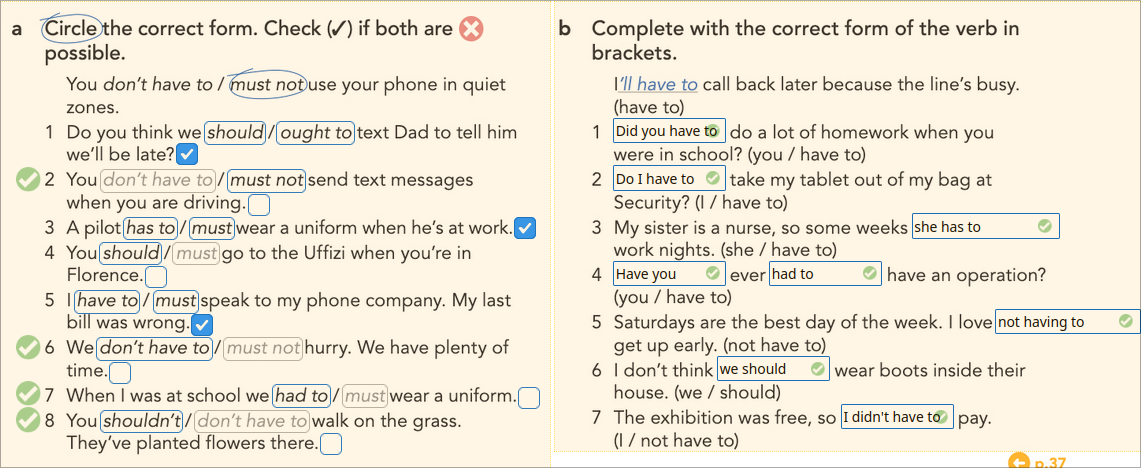 a Circle the correct form. Check (✓) if both are
possible.
You don't have to / must not use your phone in quiet
zones.
1 Do you think we should / ought to text Dad to tell him
we'll be late?
2 You don't have to / must not send text messages
when you are driving.
3 A pilot has to / must wear a uniform when he's at work.
4 You should / must go to the Uffizi when you're in
Florence.
5 I have to / must speak to my phone company. My last
bill was wrong.
6 We don't have to / must not hurry. We have plenty of
time.
7 When I was at school we had to / must wear a uniform.
8 You shouldn't / don't have to walk on the grass.
They've planted flowers there.
b Complete with the correct form of the verb in
brackets.
I'll have to call back later because the line's busy.
(have to)
1 Did you have to do a lot of homework when you
were in school? (you / have to)
2 Do I have to take my tablet out of my bag at
Security? (I / have to)
3 My sister is a nurse, so some weeks she has to
work nights. (she / have to)
4 Have you ever had to have an operation?
(you / have to)
5 Saturdays are the best day of the week. I love not having to
get up early. (not have to)
6 I don't think we should wear boots inside their
house. (we / should)
7 The exhibition was free, so I didn't have to pay.
(I / not have to)
p.37